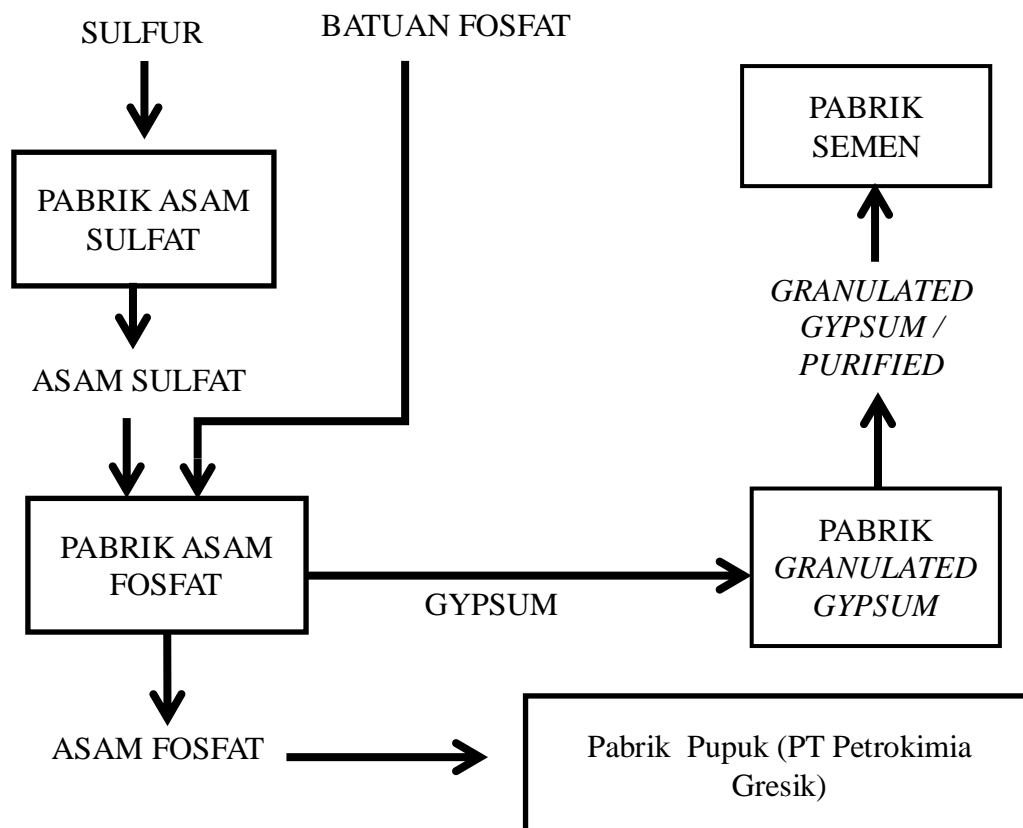 SULFUR
BATUAN FOSFAT
PABRIK ASAM
SULFAT
ASAM SULFAT
PABRIK ASAM
FOSFAT
GYPSUM
ASAM FOSFAT
PABRIK
SEMEN
GRANULATED
GYPSUM /
PURIFIED
PABRIK
GRANULATED
GYPSUM
Pabrik Pupuk (PT Petrokimia
Gresik)